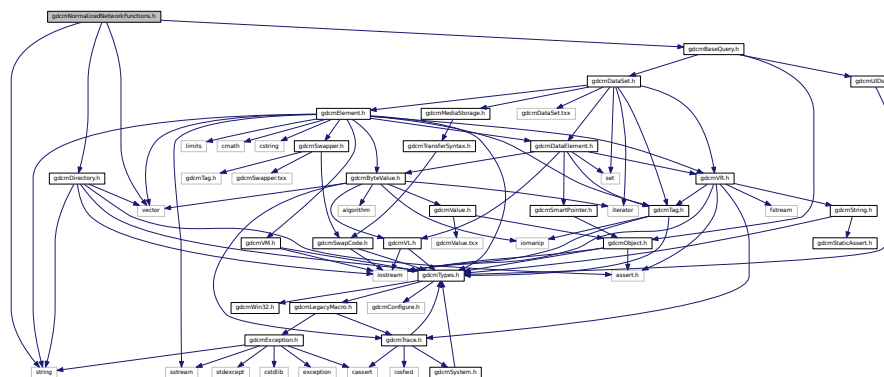 gdcmNormalizedNetworkFunctions.h
gdcmBaseQuery.h
gdcmDataSet.h
gdcmUIDs
gdcmElement.h
gdcmMediaStorage.h
gdcmDataSet.txx
limits
cmath
cstring
gdcmSwapper.h
gdcmTransferSyntax.h
gdcmDataElement.h
gdcmDirectory.h
gdcmTag.h
gdcmSwapper.txx
gdcmByteValue.h
set
gdcmVR.h
vector
algorithm
gdcmValue.h
gdcmSmartPointer.h
iterator
gdcmTag.h
fstream
gdcmString.h
gdcmVM.h
gdcmSwapCode.h
gdcmVL.h
gdcmValue.txx
iomanip
gdcmObject.h
gdcmStaticAssert.h
iostream
gdcmTypes.h
assert.h
gdcmWin32.h
gdcmLegacyMacro.h
gdcmConfigure.h
gdcmException.h
gdcmTrace.h
string
sstream
stdexcept
cstdlib
exception
cassert
iosfwd
gdcmSystem.h